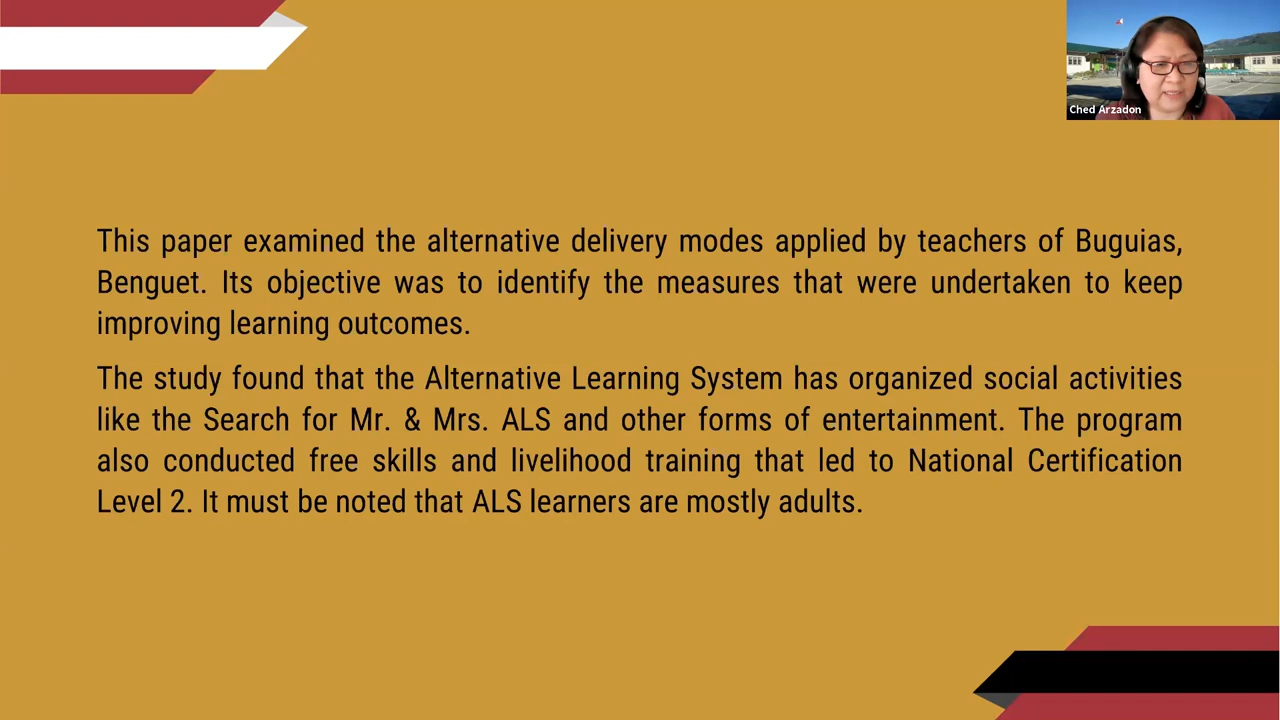 Ched Arzadon
This paper examined the alternative delivery modes applied by teachers of Buguias,
Benguet. Its objective was to identify the measures that were undertaken to keep
improving learning outcomes.
The study found that the Alternative Learning System has organized social activities
like the Search for Mr. & Mrs. ALS and other forms of entertainment. The program
also conducted free skills and livelihood training that led to National Certification
Level 2. It must be noted that ALS learners are mostly adults.